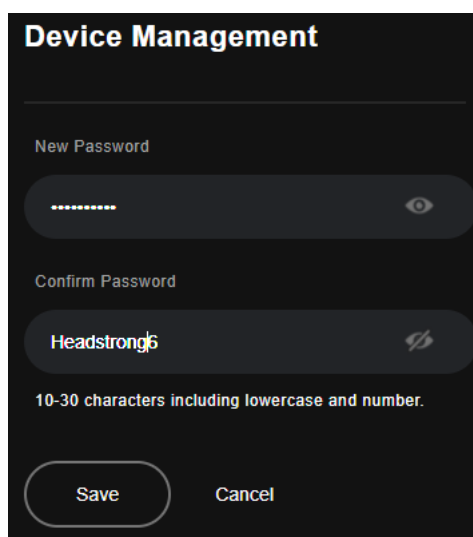 Device Management
New Password
••••••••••
Confirm Password
Headstrong6
10-30 characters including lowercase and number.
Save Cancel